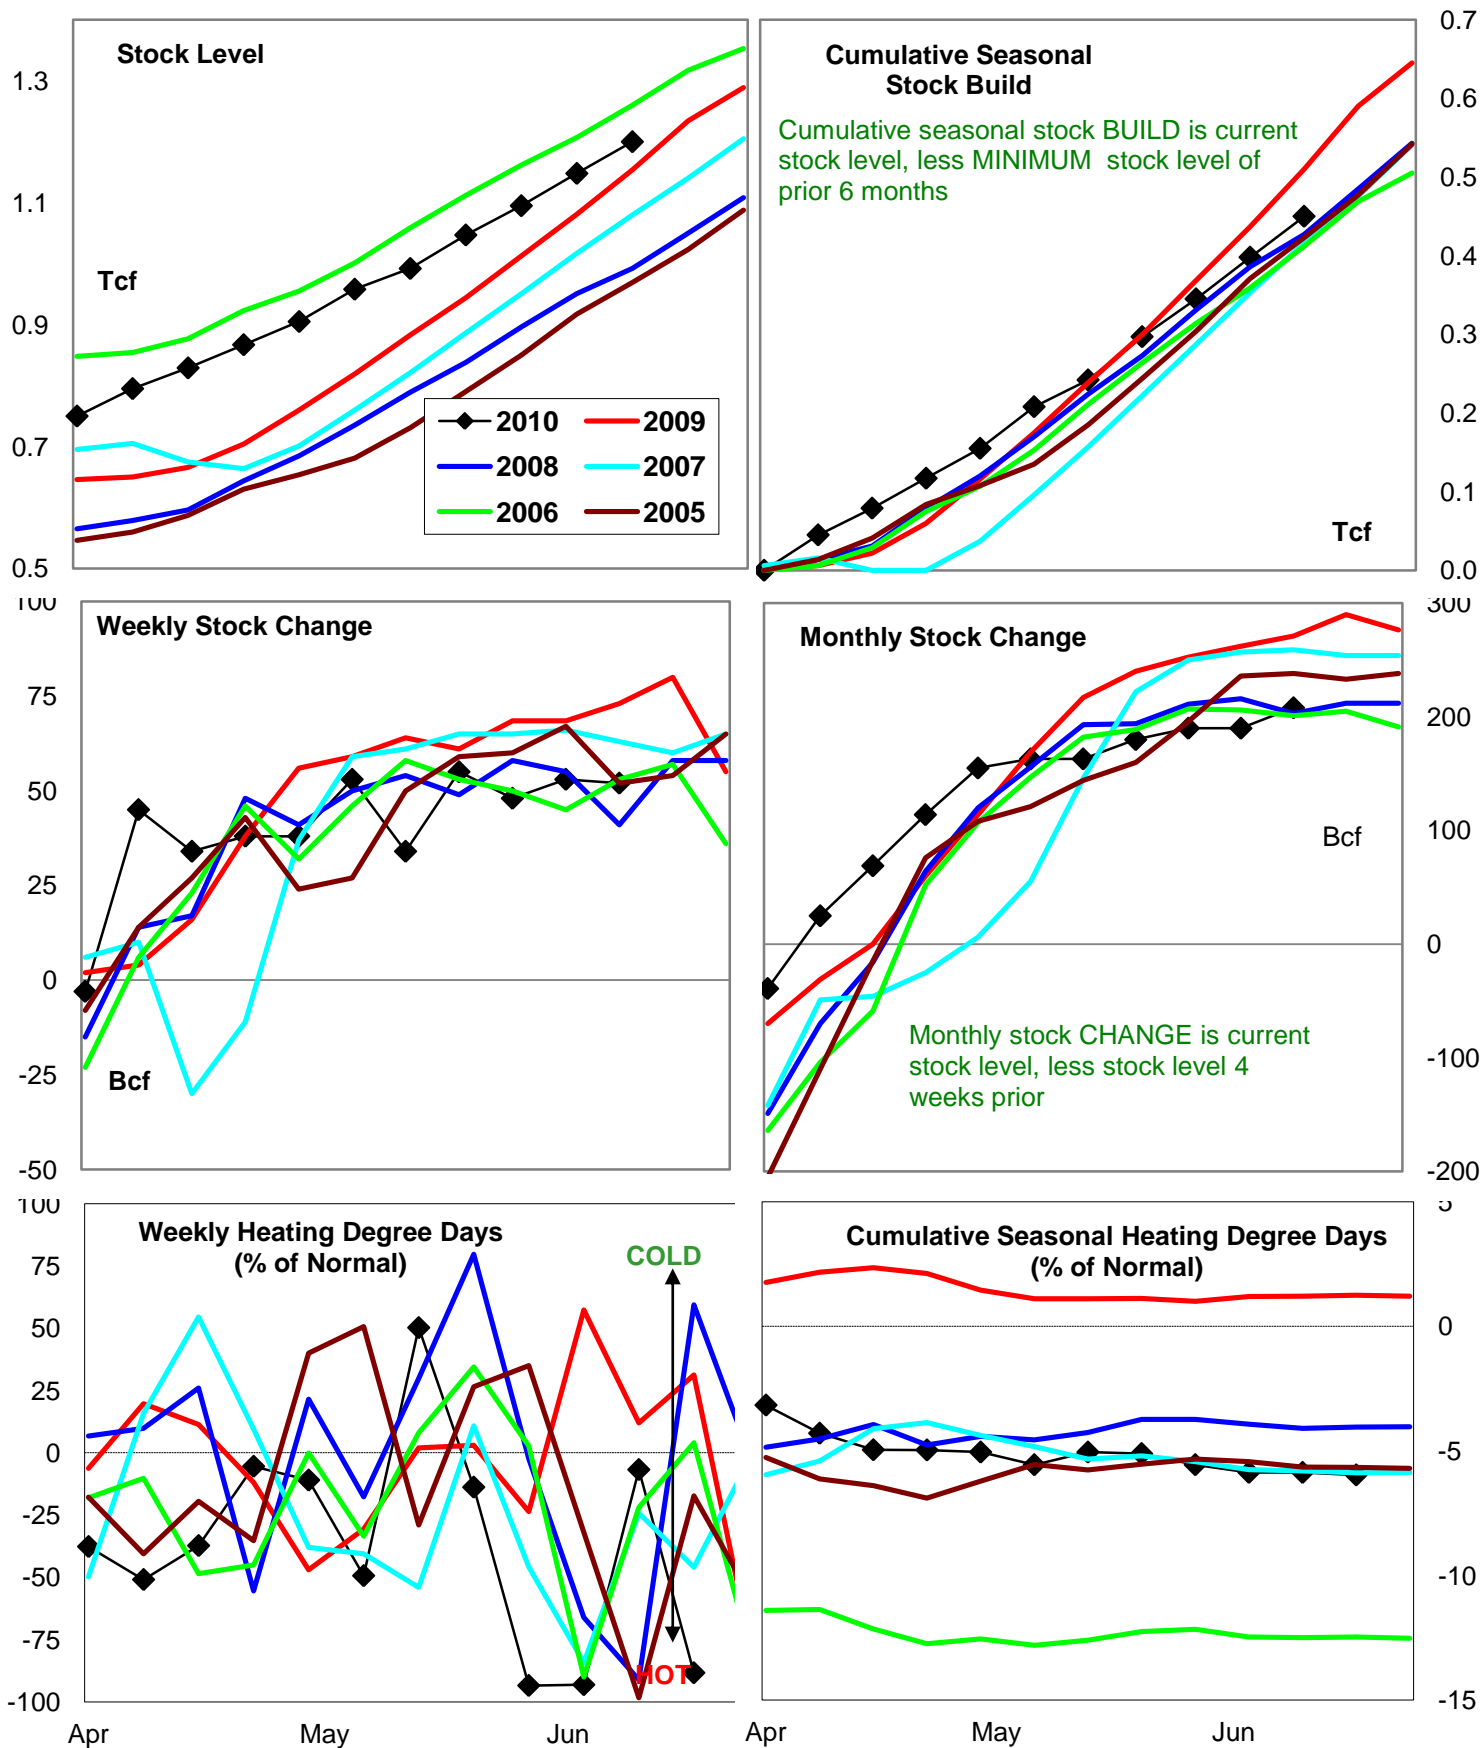 Stock Level
1.3
1.1
Tcf
0.9
0.7
0.5
2010
2009
2008
2007
2006
2005
Cumulative Seasonal
Stock Build
Cumulative seasonal stock BUILD is current
stock level, less MINIMUM stock level of
prior 6 months
0.7
0.6
0.5
0.4
0.3
0.2
0.1
Tcf
0.0
100
Weekly Stock Change
75
50
25
0
-25
Bcf
-50
300
Monthly Stock Change
200
100
Bcf
0
Monthly stock CHANGE is current
stock level, less stock level 4
weeks prior
-100
-200
100
Weekly Heating Degree Days
(% of Normal)
COLD
75
50
25
0
-25
-50
-75
HOT
-100
Apr
May
Jun
5
Cumulative Seasonal Heating Degree Days
(% of Normal)
0
-5
-10
-15
Apr
May
Jun